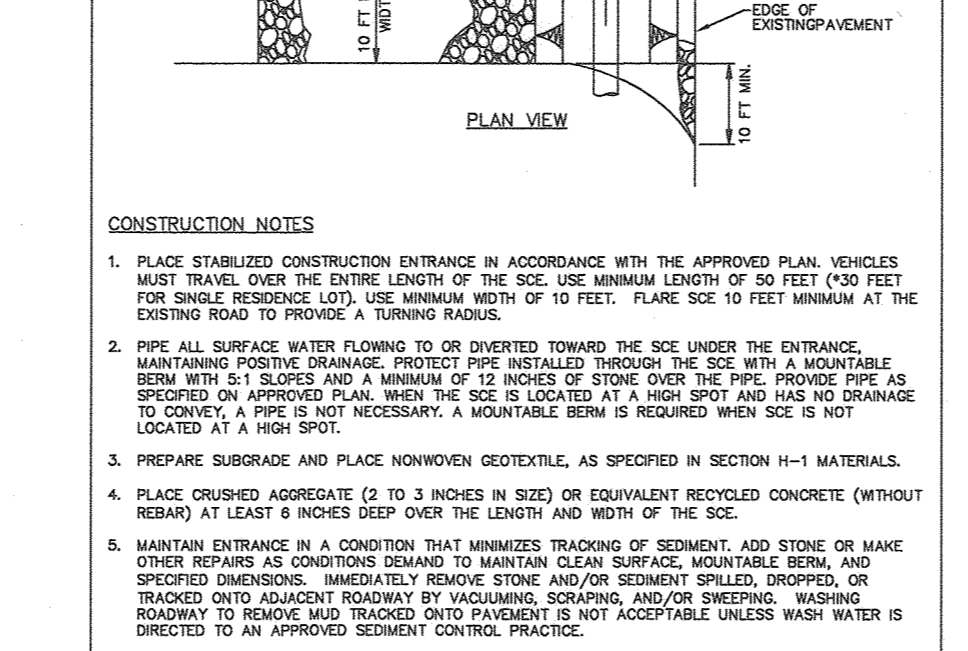 10 FT
WIDT
EDGE OF
EXISTINGPAVEMENT
10 FT MIN.
PLAN VIEW
CONSTRUCTION NOTES
1. PLACE STABILIZED CONSTRUCTION ENTRANCE IN ACCORDANCE WITH THE APPROVED PLAN. VEHICLES
MUST TRAVEL OVER THE ENTIRE LENGTH OF THE SCE. USE MINIMUM LENGTH OF 50 FEET (*30 FEET
FOR SINGLE RESIDENCE LOT). USE MINIMUM WIDTH OF 10 FEET. FLARE SCE 10 FEET MINIMUM AT THE
EXISTING ROAD TO PROVIDE A TURNING RADIUS.
2. PIPE ALL SURFACE WATER FLOWING TO OR DIVERTED TOWARD THE SCE UNDER THE ENTRANCE,
MAINTAINING POSITIVE DRAINAGE. PROTECT PIPE INSTALLED THROUGH THE SCE WITH A MOUNTABLE
BERM WITH 5:1 SLOPES AND A MINIMUM OF 12 INCHES OF STONE OVER THE PIPE. PROVIDE PIPE AS
SPECIFIED ON APPROVED PLAN. WHEN THE SCE IS LOCATED AT A HIGH SPOT AND HAS NO DRAINAGE
TO CONVEY, A PIPE IS NOT NECESSARY. A MOUNTABLE BERM IS REQUIRED WHEN SCE IS NOT
LOCATED AT A HIGH SPOT.
3. PREPARE SUBGRADE AND PLACE NONWOVEN GEOTEXTILE, AS SPECIFIED IN SECTION H-1 MATERIALS.
4. PLACE CRUSHED AGGREGATE (2 TO 3 INCHES IN SIZE) OR EQUIVALENT RECYCLED CONCRETE (WITHOUT
REBAR) AT LEAST 6 INCHES DEEP OVER THE LENGTH AND WIDTH OF THE SCE.
5. MAINTAIN ENTRANCE IN A CONDITION THAT MINIMIZES TRACKING OF SEDIMENT. ADD STONE OR MAKE
OTHER REPAIRS AS CONDITIONS DEMAND TO MAINTAIN CLEAN SURFACE, MOUNTABLE BERM, AND
SPECIFIED DIMENSIONS. IMMEDIATELY REMOVE STONE AND/OR SEDIMENT SPILLED, DROPPED, OR
TRACKED ONTO ADJACENT ROADWAY BY VACUUMING, SCRAPING, AND/OR SWEEPING. WASHING
ROADWAY TO REMOVE MUD TRACKED ONTO PAVEMENT IS NOT ACCEPTABLE UNLESS WASH WATER IS
DIRECTED TO AN APPROVED SEDIMENT CONTROL PRACTICE.